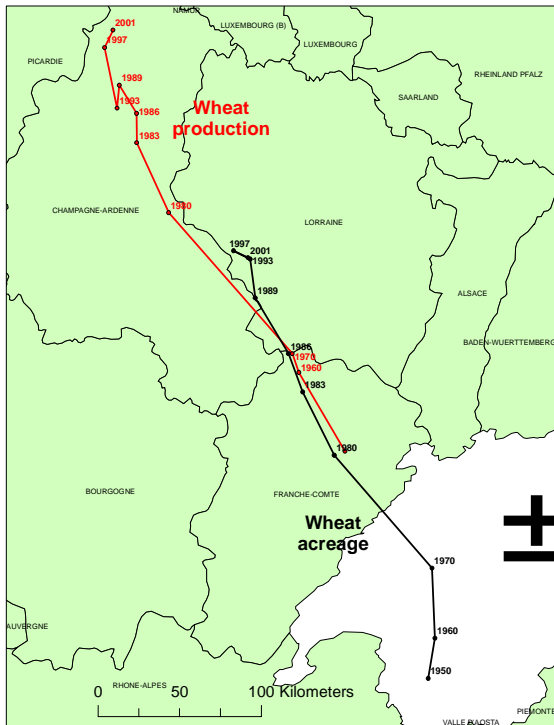 NAMUR
2001
LUXEMBOURG (B)
1997
LUXEMBOURG
PICARDIE
RHEINLAND PFALZ
1989
SAARLAND
1993
Wheat
production
1986
1983
CHAMPAGNE-ARDENNE
1980
LORRAINE
1997
2001
1993
1989
ALSACE
BADEN-WUERTTEMBERG
1986
1970
1960
1983
1980
BOURGOGNE
FRANCHE-COMTE
Wheat
acreage
±
1970
AUVERGNE
1960
1950
RHONE-ALPES
0 50 100 Kilometers
PIEMONTE
VALLE D'AOSTA